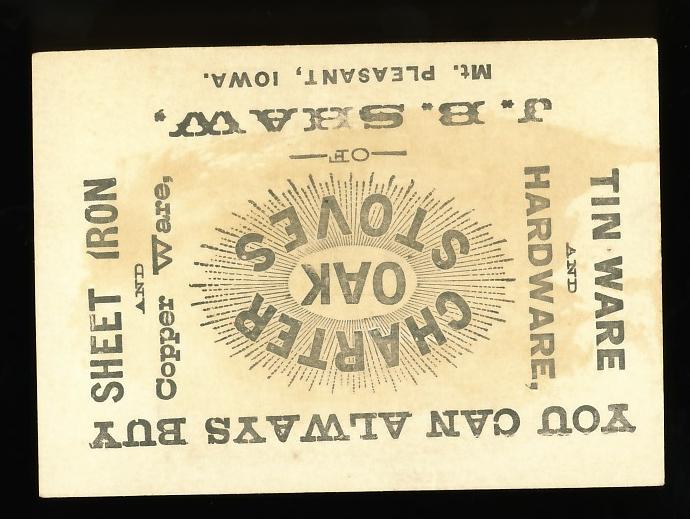 YOU CAN ALWAYS BUY
TIN WARE
AND
HARDWARE,
CHARTER
OAK
STOVES
Copper Ware,
AND
SHEET IRON
OF
J. B. SHAW.
Mt. PLEASANT, IOWA.